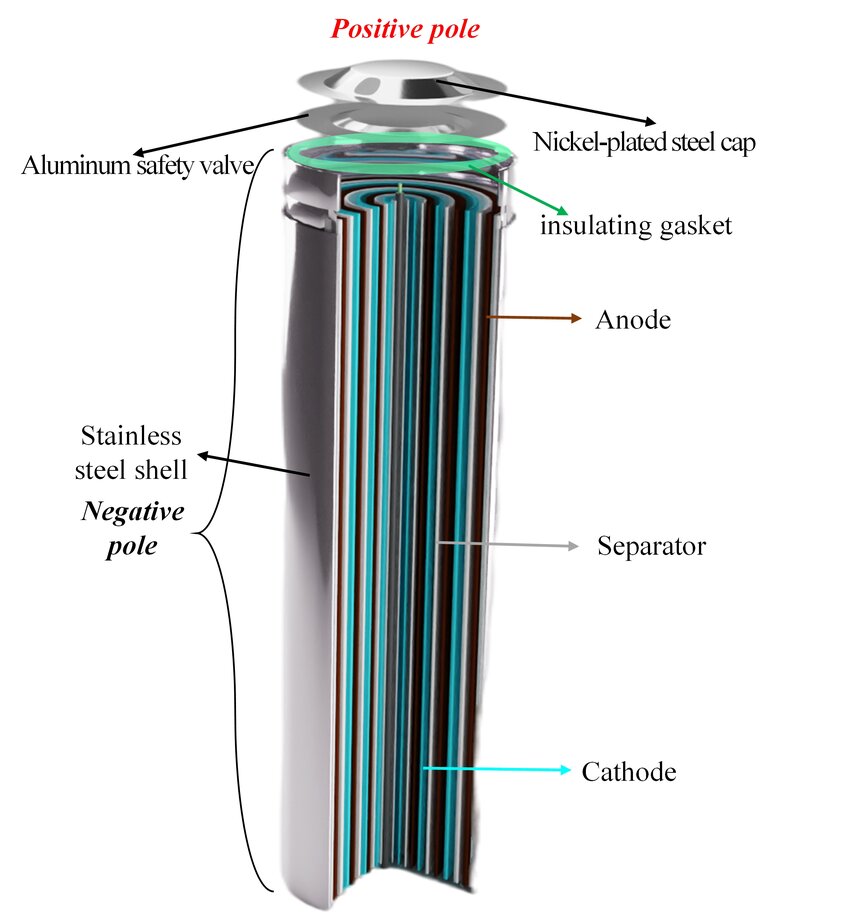 Positive pole
Nickel-plated steel cap
Aluminum safety valve
insulating gasket
Anode
Stainless
steel shell
Negative
pole
Separator
Cathode